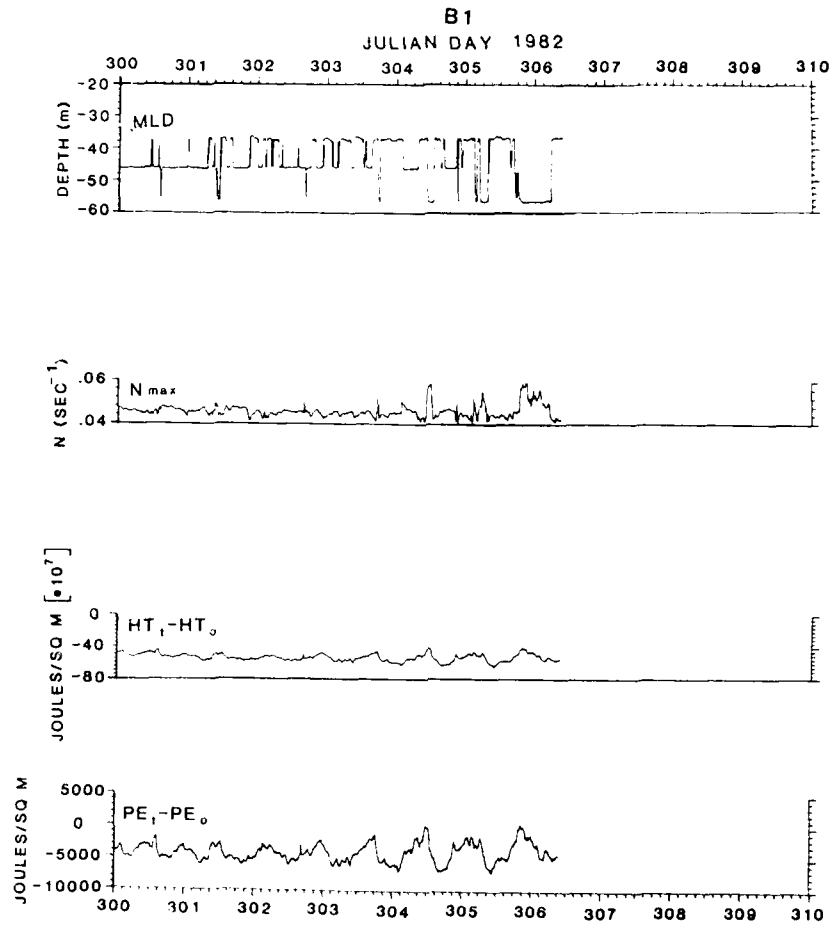 B1
JULIAN DAY 1982
300 301 302 303 304 305 306 307 308 309 310
-20
-30
-40
-50
-60
DEPTH (m)
MLD
.06
.04
N (SEC⁻¹)
N max
0
-40
-80
JOULES/SQ M [•10⁷]
HTₜ-HTₒ
5000
0
-5000
-10000
JOULES/SQ M
PEₜ-PEₒ
300 301 302 303 304 305 306 307 308 309 310